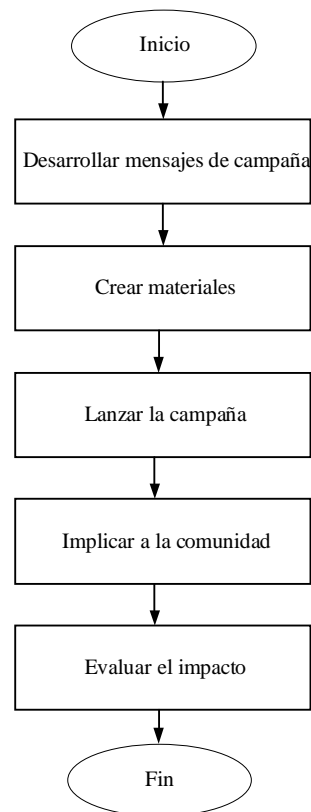 Inicio
Desarrollar mensajes de campaña
Crear materiales
Lanzar la campaña
Implicar a la comunidad
Evaluar el impacto
Fin